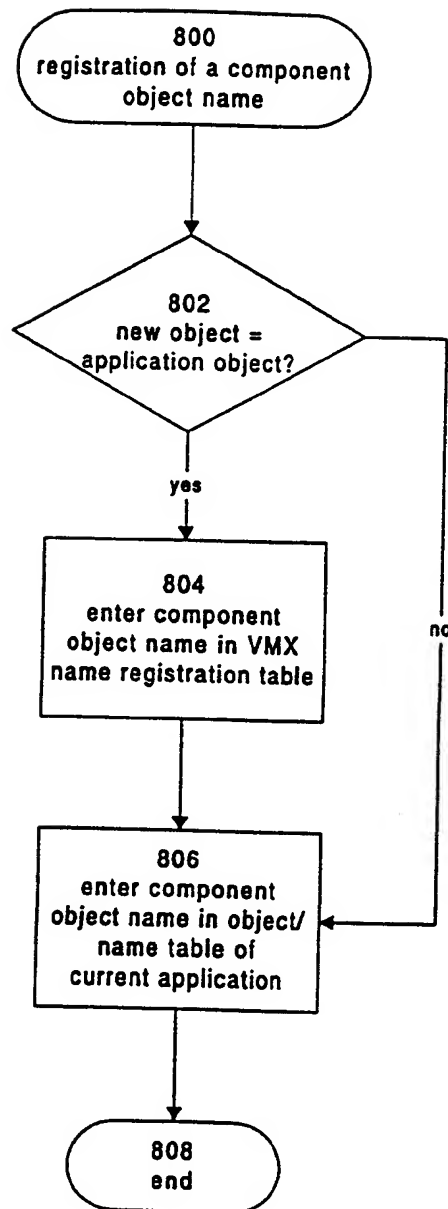 800
registration of a component
object name
802
new object =
application object?
yes
804
enter component
object name in VMX
name registration table
no
806
enter component
object name in object/
name table of
current application
808
end